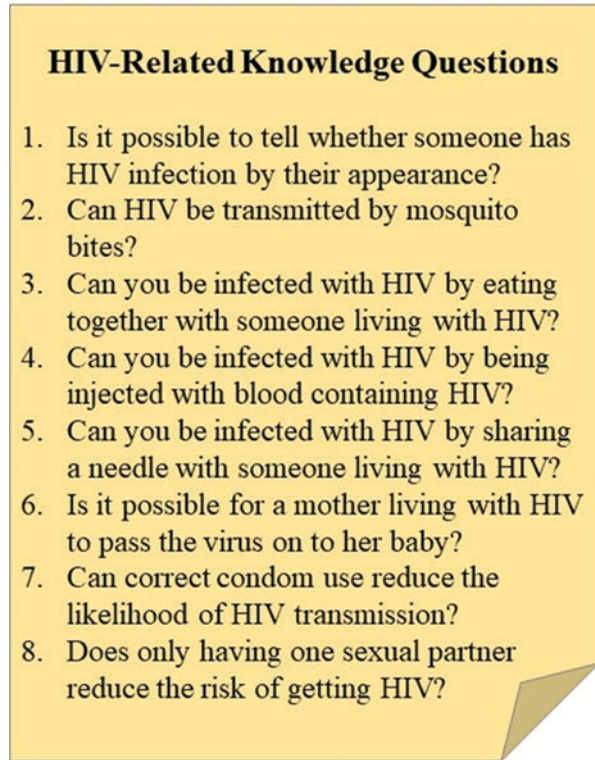 HIV-Related Knowledge Questions
1. Is it possible to tell whether someone has
HIV infection by their appearance?
2. Can HIV be transmitted by mosquito
bites?
3. Can you be infected with HIV by eating
together with someone living with HIV?
4. Can you be infected with HIV by being
injected with blood containing HIV?
5. Can you be infected with HIV by sharing
a needle with someone living with HIV?
6. Is it possible for a mother living with HIV
to pass the virus on to her baby?
7. Can correct condom use reduce the
likelihood of HIV transmission?
8. Does only having one sexual partner
reduce the risk of getting HIV?